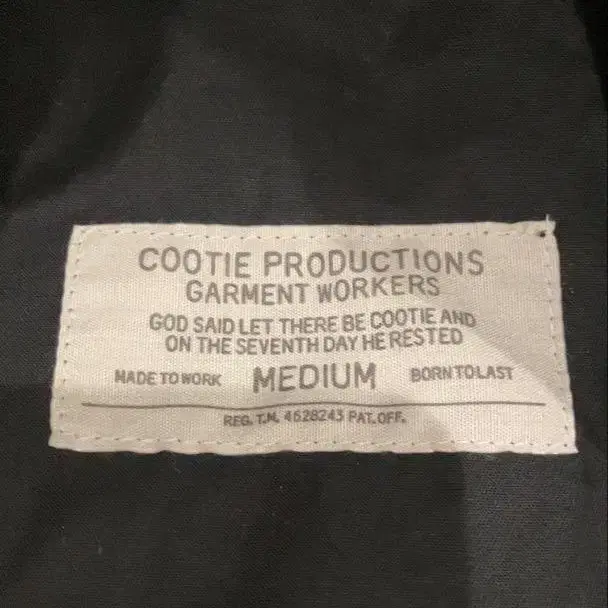 COOTIE PRODUCTIONS
GARMENT WORKERS
GOD SAID LET THERE BE COOTIE AND
ON THE SEVENTH DAY HE RESTED
MADE TO WORK MEDIUM BORN TO LAST
REG. T.M. 4628243 PAT. OFF.